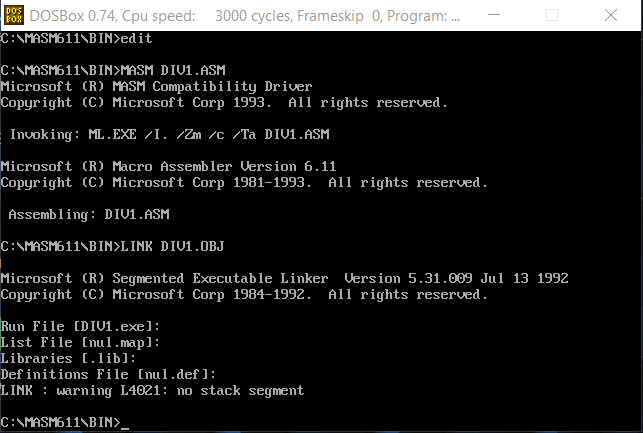 DOS
BOX
DOSBox 0.74, Cpu speed:    3000 cycles, Frameskip  0, Program: ...
C:\MASM611\BIN>edit
C:\MASM611\BIN>MASM DIV1.ASM
Microsoft (R) MASM Compatibility Driver
Copyright (C) Microsoft Corp 1993.  All rights reserved.
 Invoking: ML.EXE /I. /Zm /c /Ta DIV1.ASM
Microsoft (R) Macro Assembler Version 6.11
Copyright (C) Microsoft Corp 1981-1993.  All rights reserved.
 Assembling: DIV1.ASM
C:\MASM611\BIN>LINK DIV1.OBJ
Microsoft (R) Segmented Executable Linker  Version 5.31.009 Jul 13 1992
Copyright (C) Microsoft Corp 1984-1992.  All rights reserved.
Run File [DIV1.exe]:
List File [nul.map]:
Libraries [.lib]:
Definitions File [nul.def]:
LINK : warning L4021: no stack segment
C:\MASM611\BIN>_